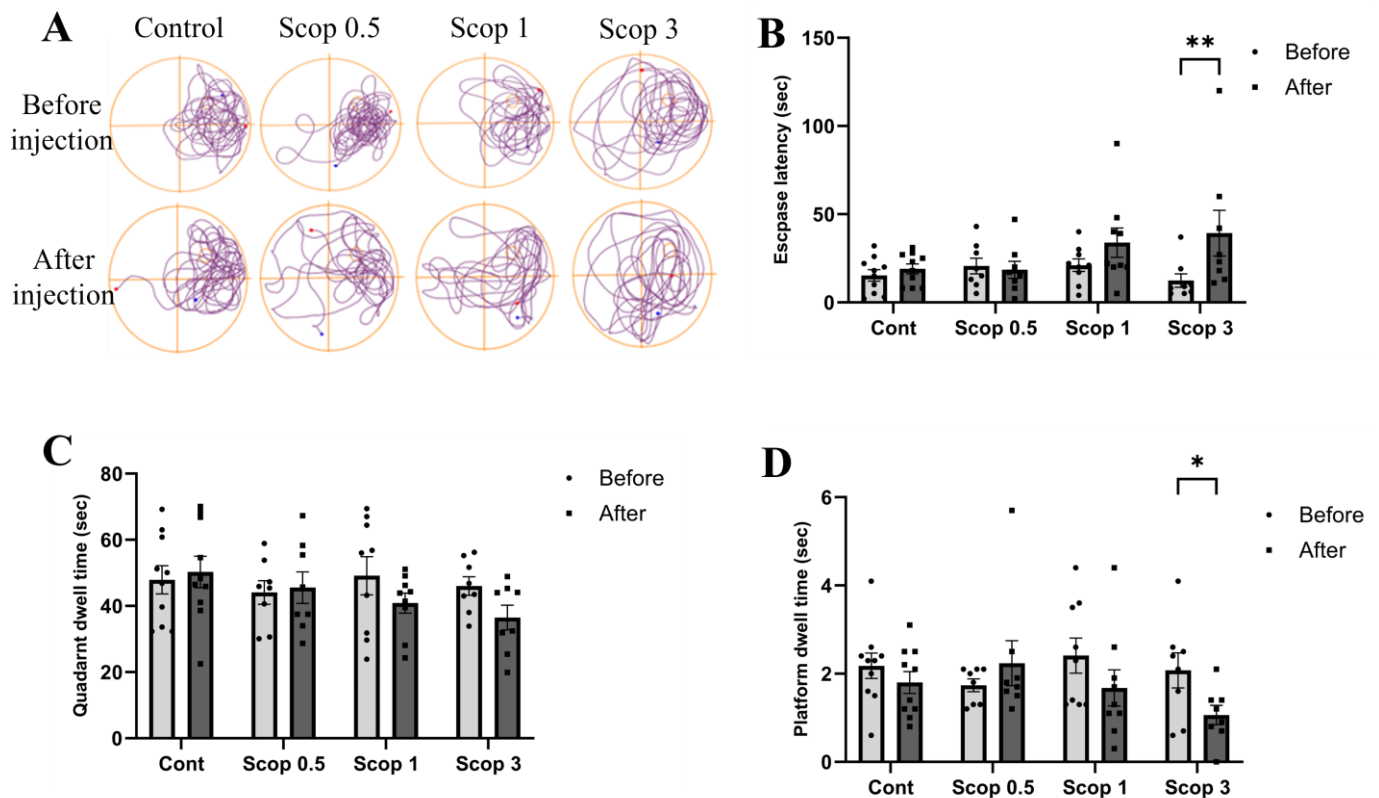 A
Control Scop 0.5 Scop 1 Scop 3
Before
injection
After
injection
B
Escpase latency (sec)
150
100
50
0
Cont Scop 0.5 Scop 1 Scop 3
**
Before
After
C
Quadarnt dwell time (sec)
80
60
40
20
0
Cont Scop 0.5 Scop 1 Scop 3
Before
After
D
Platform dwell time (sec)
6
4
2
0
Cont Scop 0.5 Scop 1 Scop 3
*
Before
After